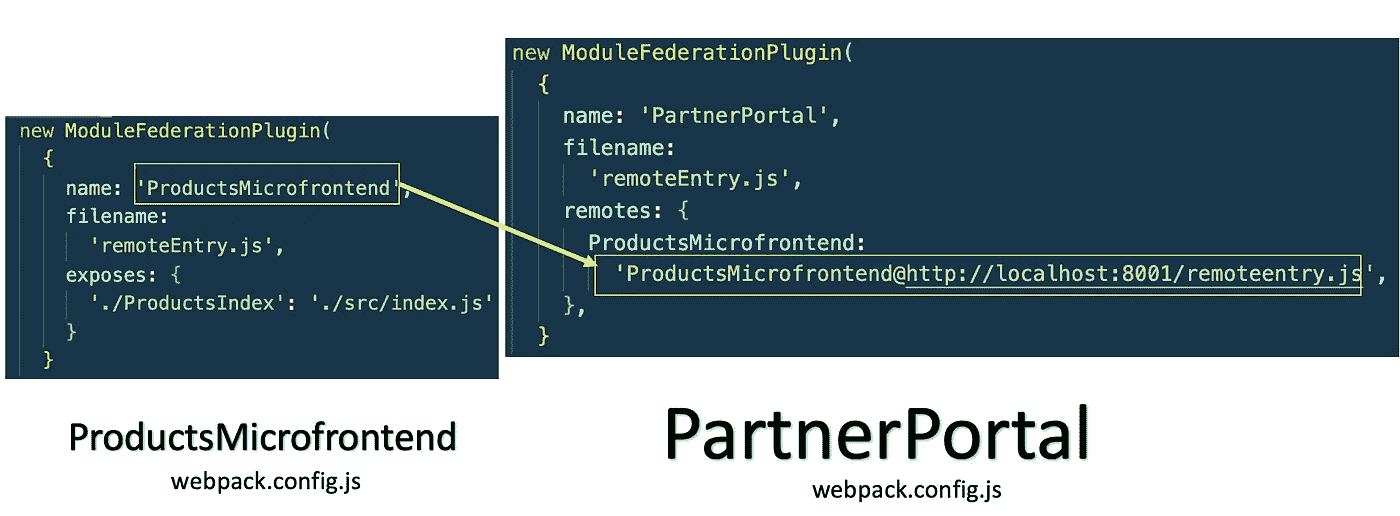 new ModuleFederationPlugin(
{
name: 'ProductsMicrofrontend',
filename:
'remoteEntry.js',
exposes: {
'./ProductsIndex': './src/index.js'
}
}
ProductsMicrofrontend
webpack.config.js
new ModuleFederationPlugin(
{
name: 'PartnerPortal',
filename:
'remoteEntry.js',
remotes: {
ProductsMicrofrontend:
'ProductsMicrofrontend@http://localhost:8001/remoteentry.js',
},
}
PartnerPortal
webpack.config.js